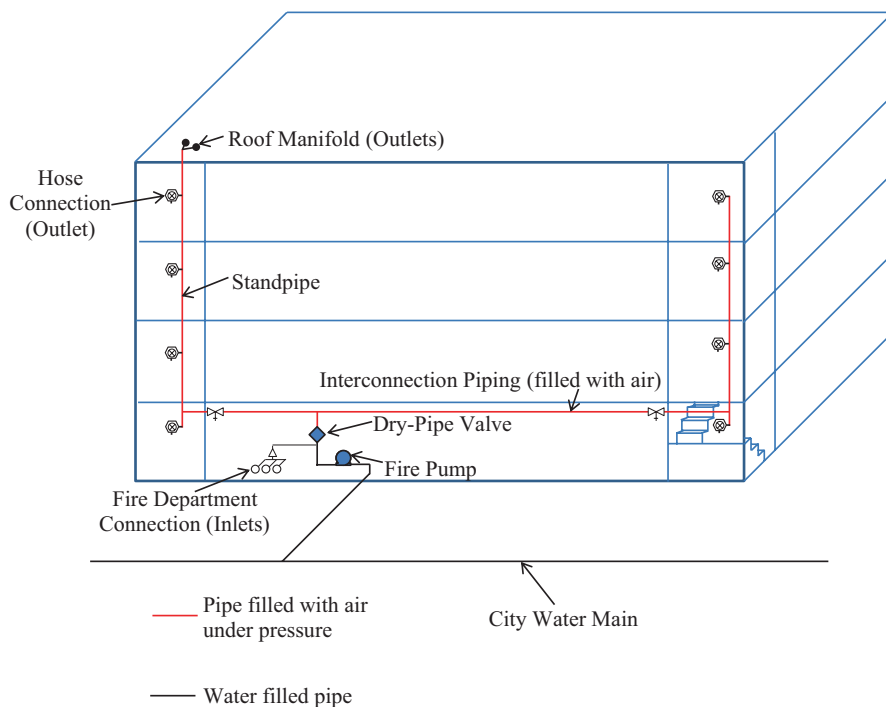 Roof Manifold (Outlets)
Hose
Connection
(Outlet)
Standpipe
Interconnection Piping (filled with air)
Dry-Pipe Valve
Fire Pump
Fire Department
Connection (Inlets)
City Water Main
Pipe filled with air
under pressure
Water filled pipe